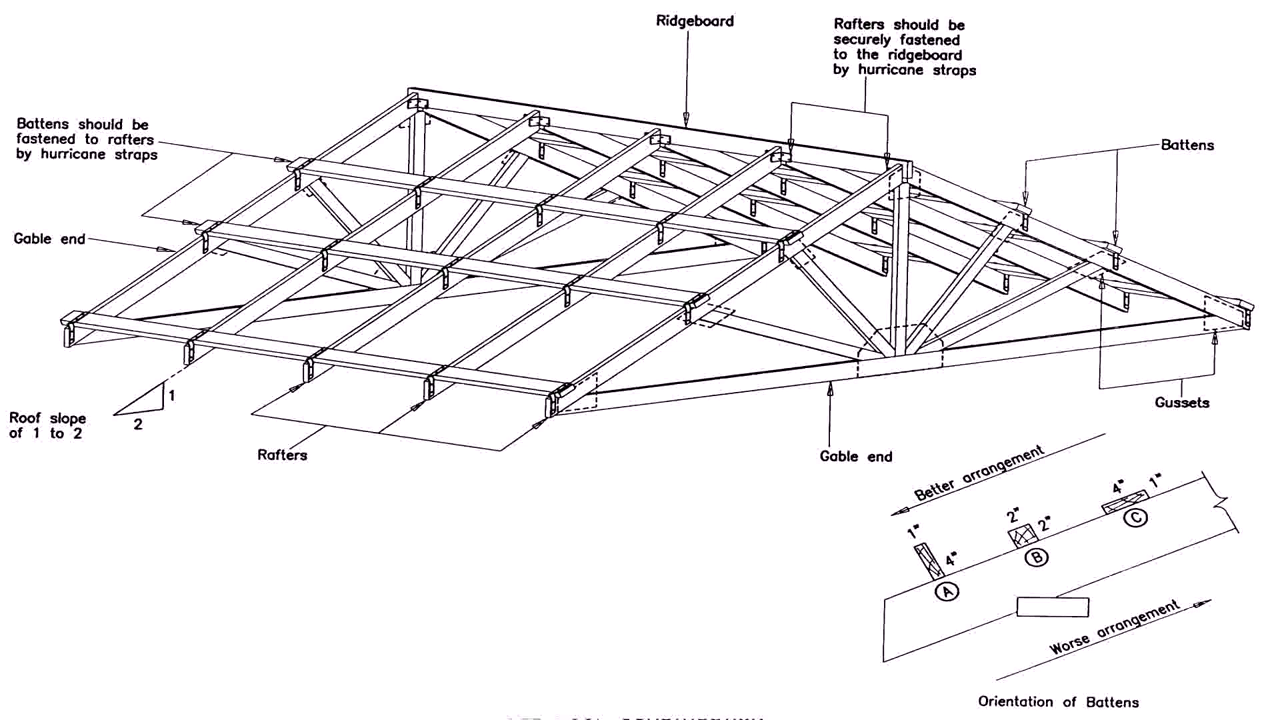 Ridgeboard
Rafters should be
securely fastened
to the ridgeboard
by hurricane straps
Battens should be
fastened to rafters
by hurricane straps
Battens
Gable end
1
2
Roof slope
of 1 to 2
Rafters
Gable end
Gussets
Better arrangement
1"
4"
A
2"
2"
B
4"
1"
C
Worse arrangement
Orientation of Battens